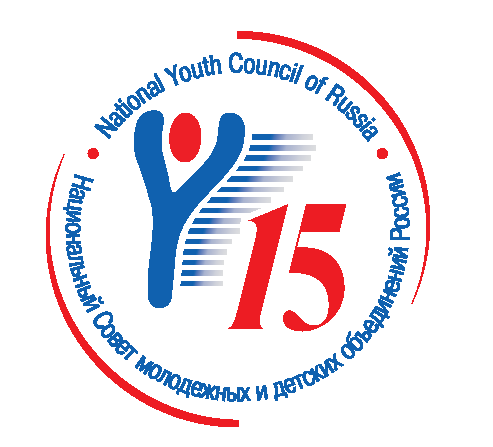 National Youth Council of Russia
15
Национальный Совет молодежных и детских объединений России